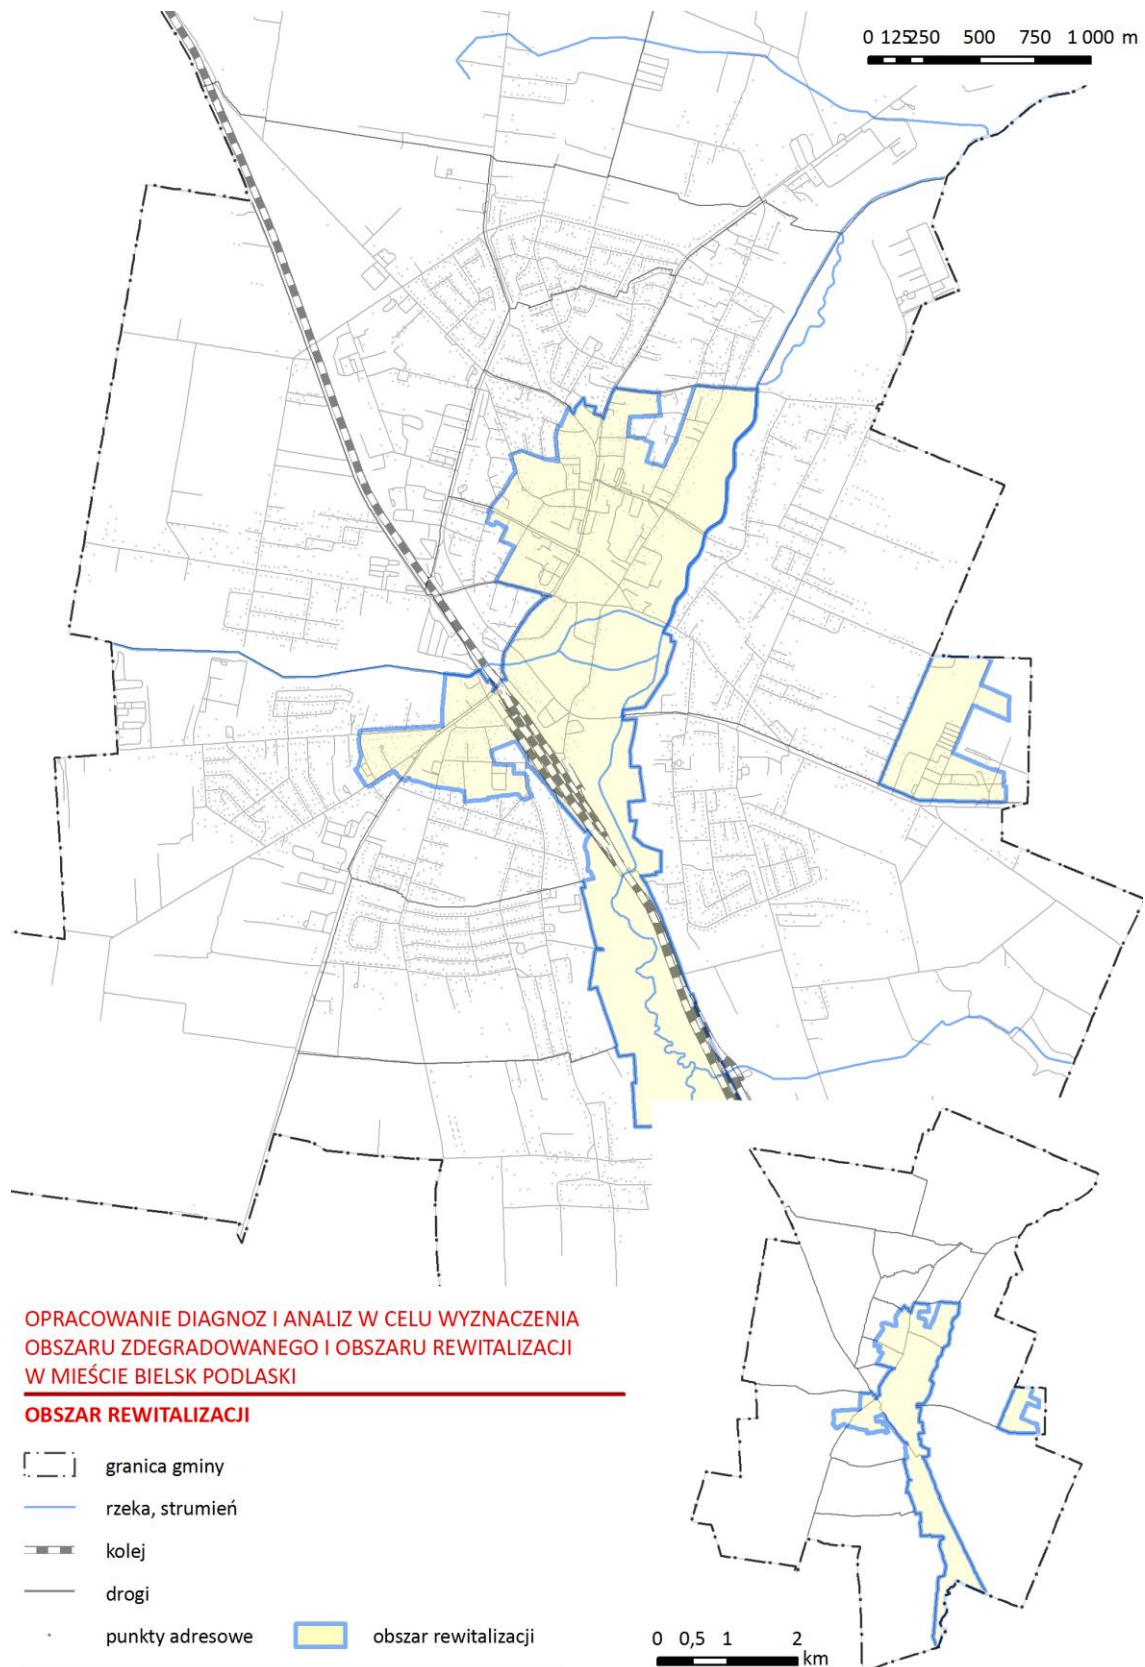 0 125250 500 750 1 000 m
OPRACOWANIE DIAGNOZ I ANALIZ W CELU WYZNACZENIA
OBSZARU ZDEGRADOWANEGO I OBSZARU REWITALIZACJI
W MIEŚCIE BIELSK PODLASKI
OBSZAR REWITALIZACJI
granica gminy
rzeka, strumień
kolej
drogi
punkty adresowe
obszar rewitalizacji
0 0,5 1 2
km